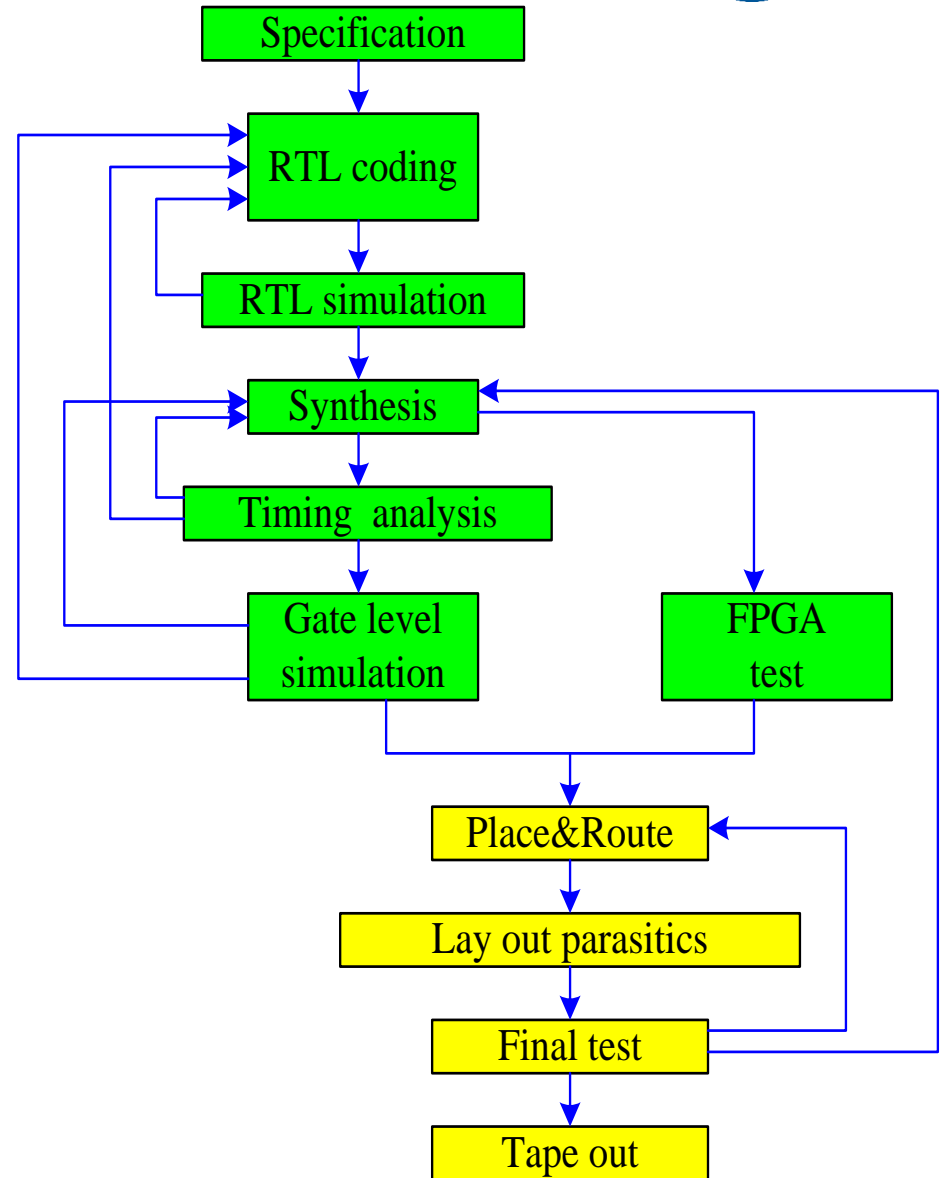 Specification
RTL coding
RTL simulation
Synthesis
Timing analysis
Gate level
simulation
FPGA
test
Place&Route
Lay out parasitics
Final test
Tape out